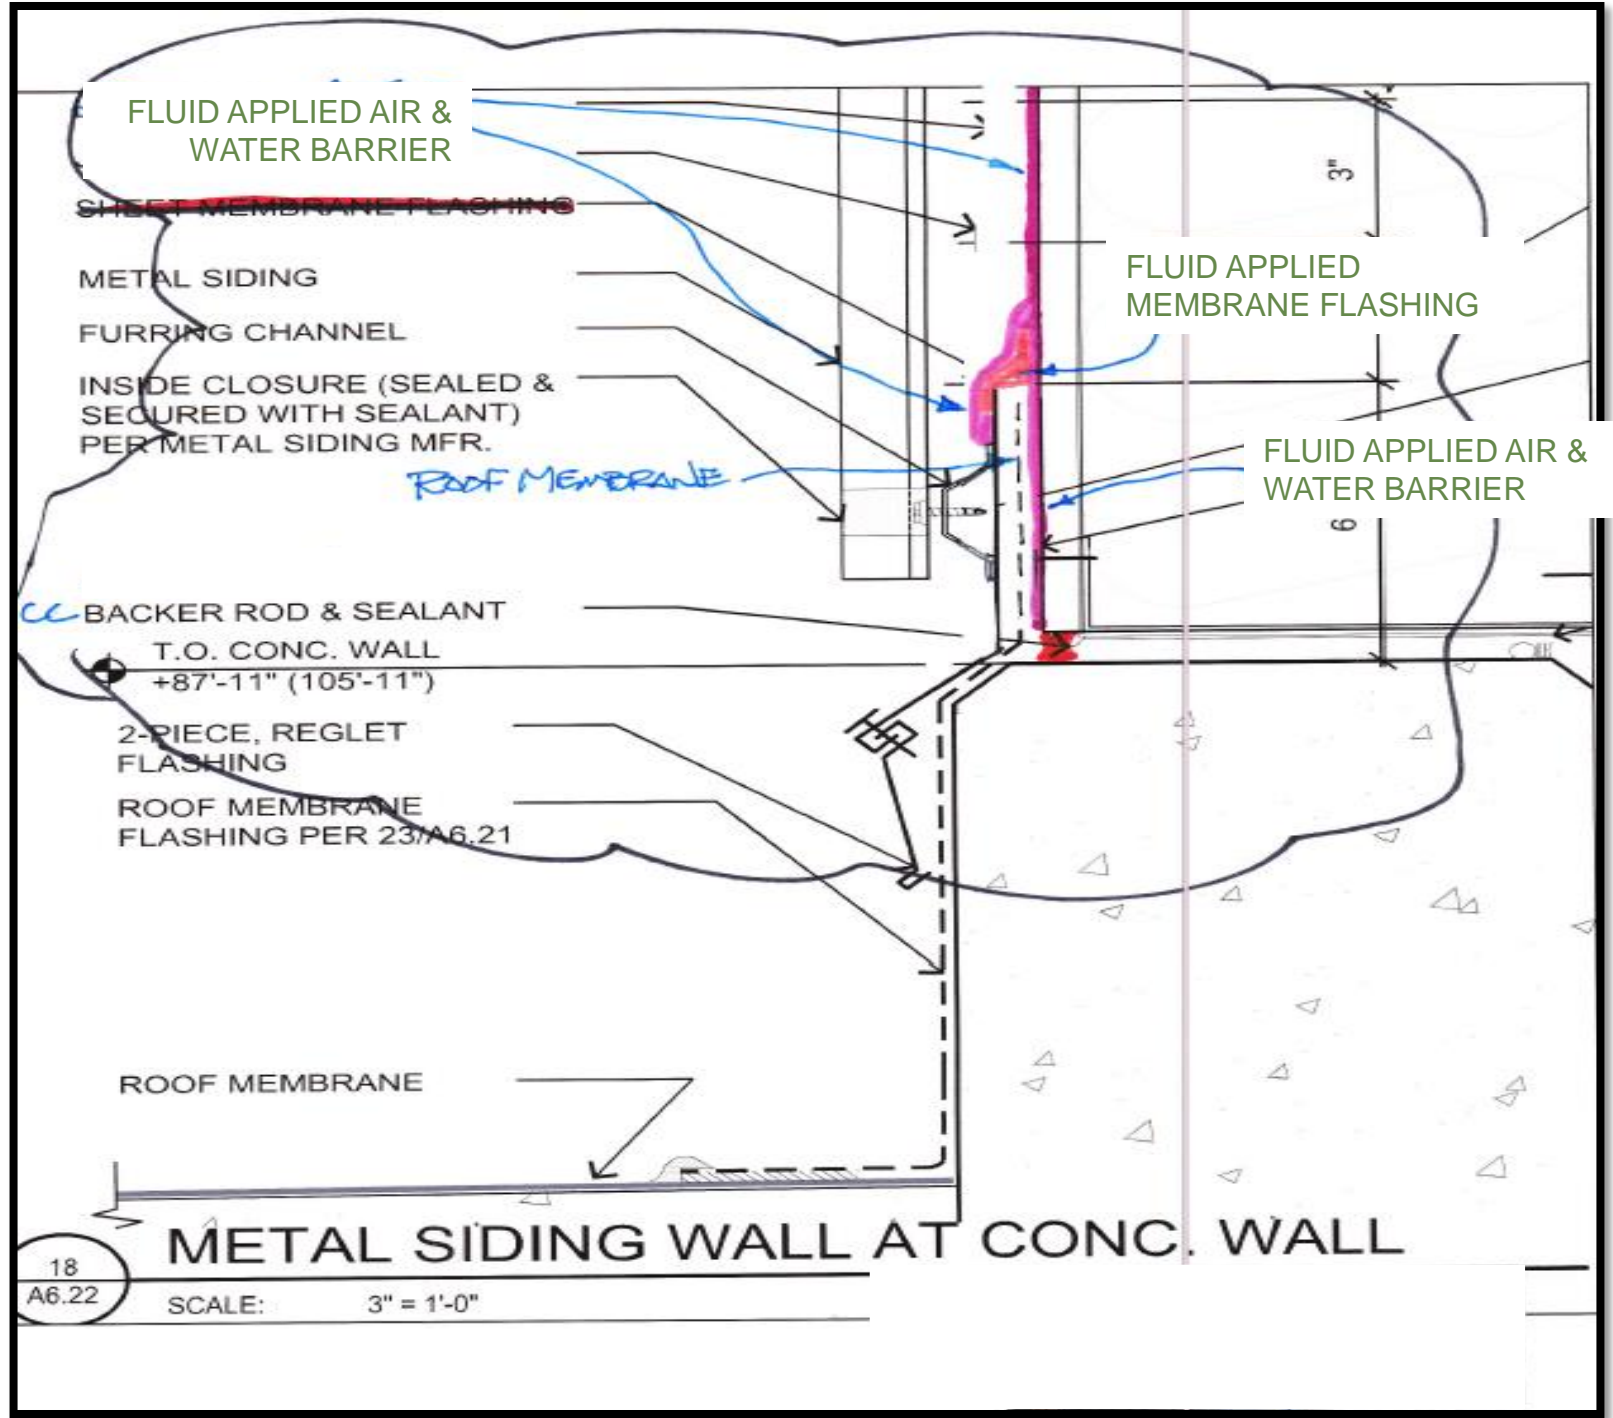 FLUID APPLIED AIR &
WATER BARRIER
SHEET MEMBRANE FLASHING
METAL SIDING
FURRING CHANNEL
INSIDE CLOSURE (SEALED &
SECURED WITH SEALANT)
PER METAL SIDING MFR.
ROOF MEMBRANE
BACKER ROD & SEALANT
T.O. CONC. WALL
+87'-11" (105'-11")
2-PIECE, REGLET
FLASHING
ROOF MEMBRANE
FLASHING PER 23/A6.21
ROOF MEMBRANE
3"
FLUID APPLIED
MEMBRANE FLASHING
FLUID APPLIED AIR &
WATER BARRIER
6
METAL SIDING WALL AT CONC. WALL
18
A6.22
SCALE: 3" = 1'-0"